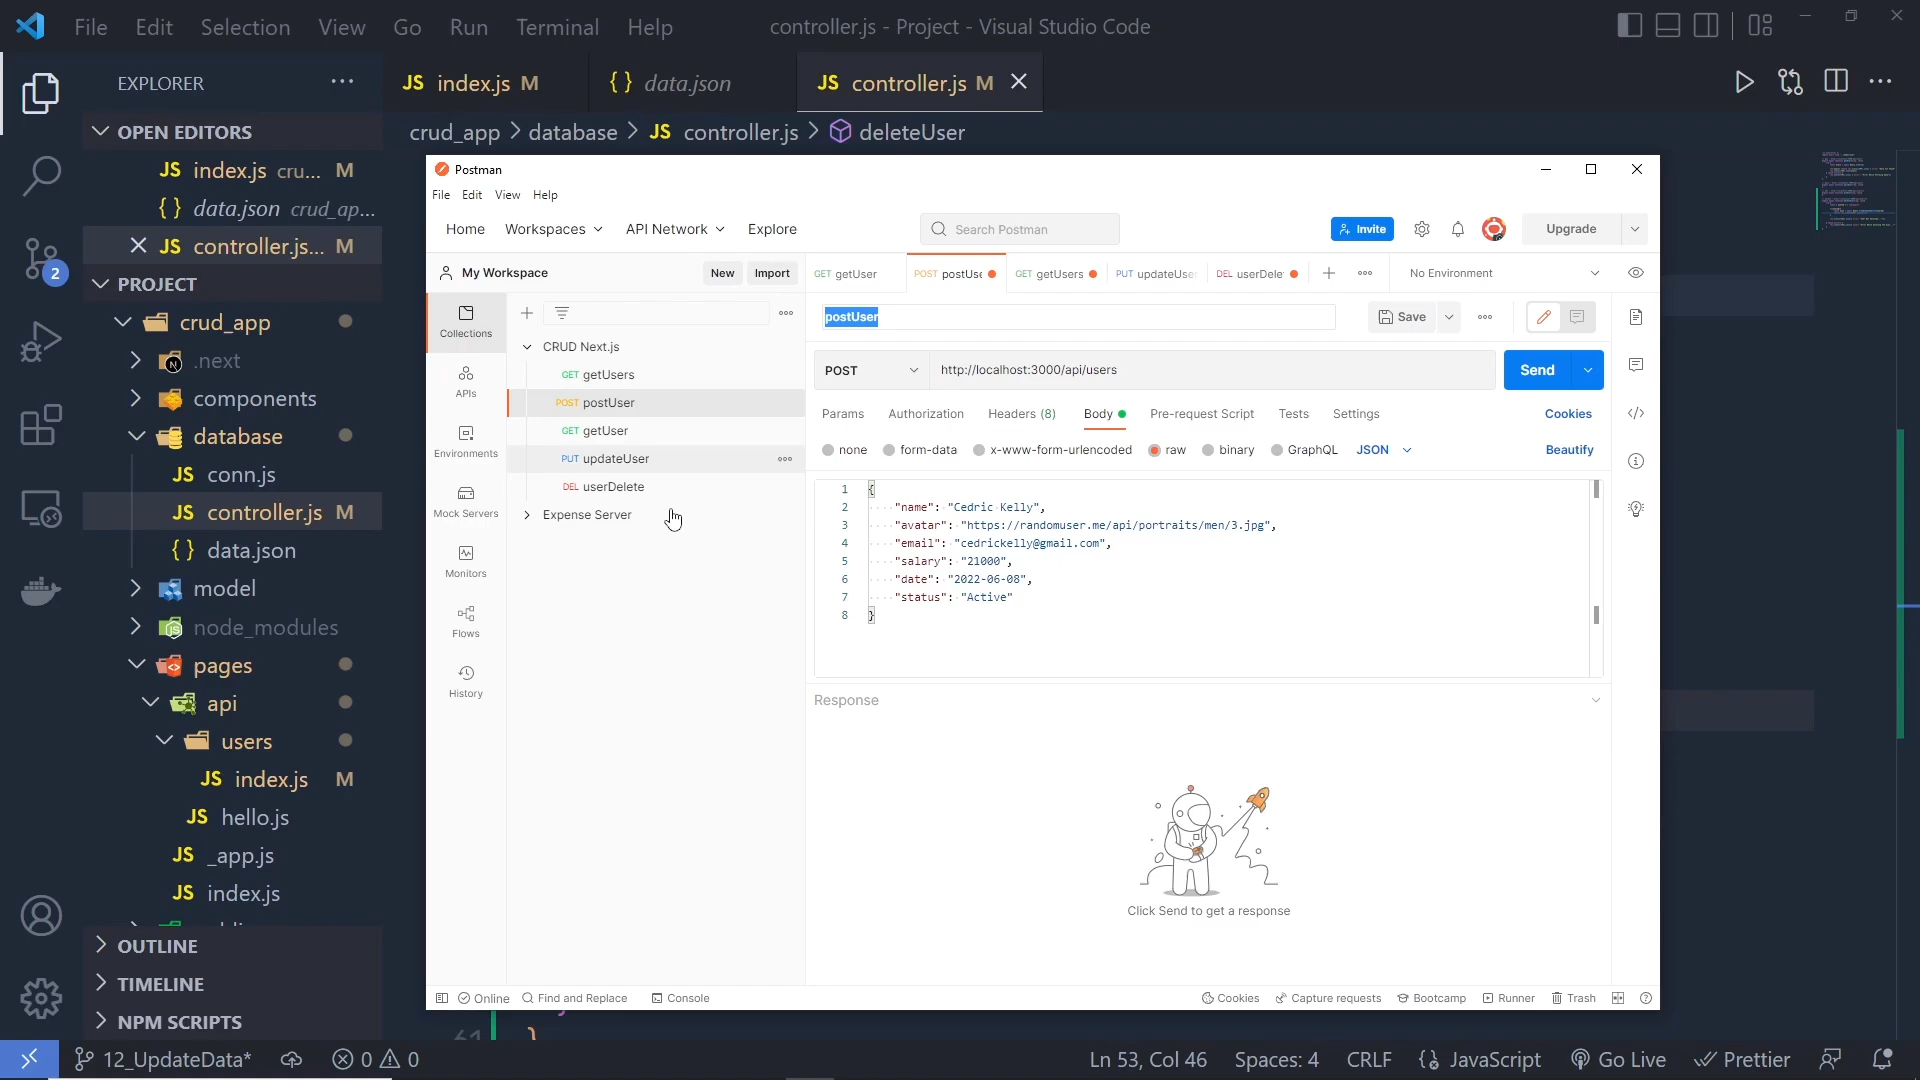 File Edit Selection View Go Run Terminal Help
controller.js - Project - Visual Studio Code
EXPLORER
JS index.js M
{} data.json
JS controller.js M
OPEN EDITORS
JS index.js cru... M
{} data.json crud_ap...
JS controller.js... M
crud_app > database > JS controller.js > deleteUser
2
PROJECT
crud_app
.next
components
database
JS conn.js
JS controller.js M
{} data.json
model
node_modules
pages
api
users
JS index.js M
JS hello.js
JS _app.js
JS index.js
OUTLINE
TIMELINE
NPM SCRIPTS
Postman
File Edit View Help
Home Workspaces API Network Explore
Search Postman
Invite
Upgrade
My Workspace
New Import
GET getUser
POST postUse
GET getUsers
PUT updateUse
DEL userDele
No Environment
Collections
APIs
Environments
Mock Servers
Monitors
Flows
History
CRUD Next.js
GET getUsers
POST postUser
GET getUser
PUT updateUser
DEL userDelete
Expense Server
postUser
Save
POST http://localhost:3000/api/users
Send
Params Authorization Headers (8) Body Pre-request Script Tests Settings Cookies
none form-data x-www-form-urlencoded raw binary GraphQL JSON Beautify
1 {
2 "name": "Cedric Kelly",
3 "avatar": "https://randomuser.me/api/portraits/men/3.jpg",
4 "email": "cedrickelly@gmail.com",
5 "salary": "21000",
6 "date": "2022-06-08",
7 "status": "Active"
8 }
Response
Click Send to get a response
Online Find and Replace Console
Cookies Capture requests Bootcamp Runner Trash
61 }
12_UpdateData* 0 0
Ln 53, Col 46 Spaces: 4 CRLF {} JavaScript Go Live Prettier